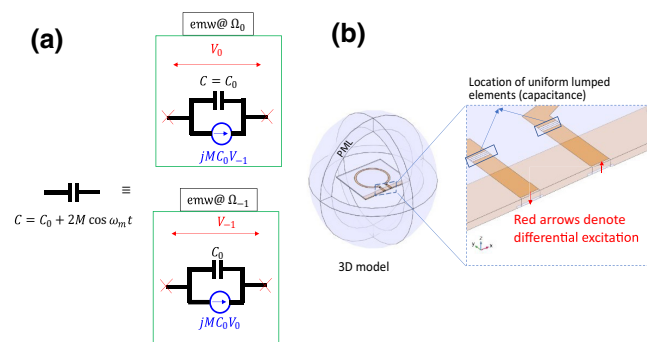 (a)
emw@ Ω₀
V₀
C = C₀
jMC₀V₋₁
C = C₀ + 2M cos ωₘt
≡
emw@ Ω₋₁
V₋₁
C₀
jMC₀V₀
(b)
PML
3D model
Location of uniform lumped
elements (capacitance)
Red arrows denote
differential excitation
y z x